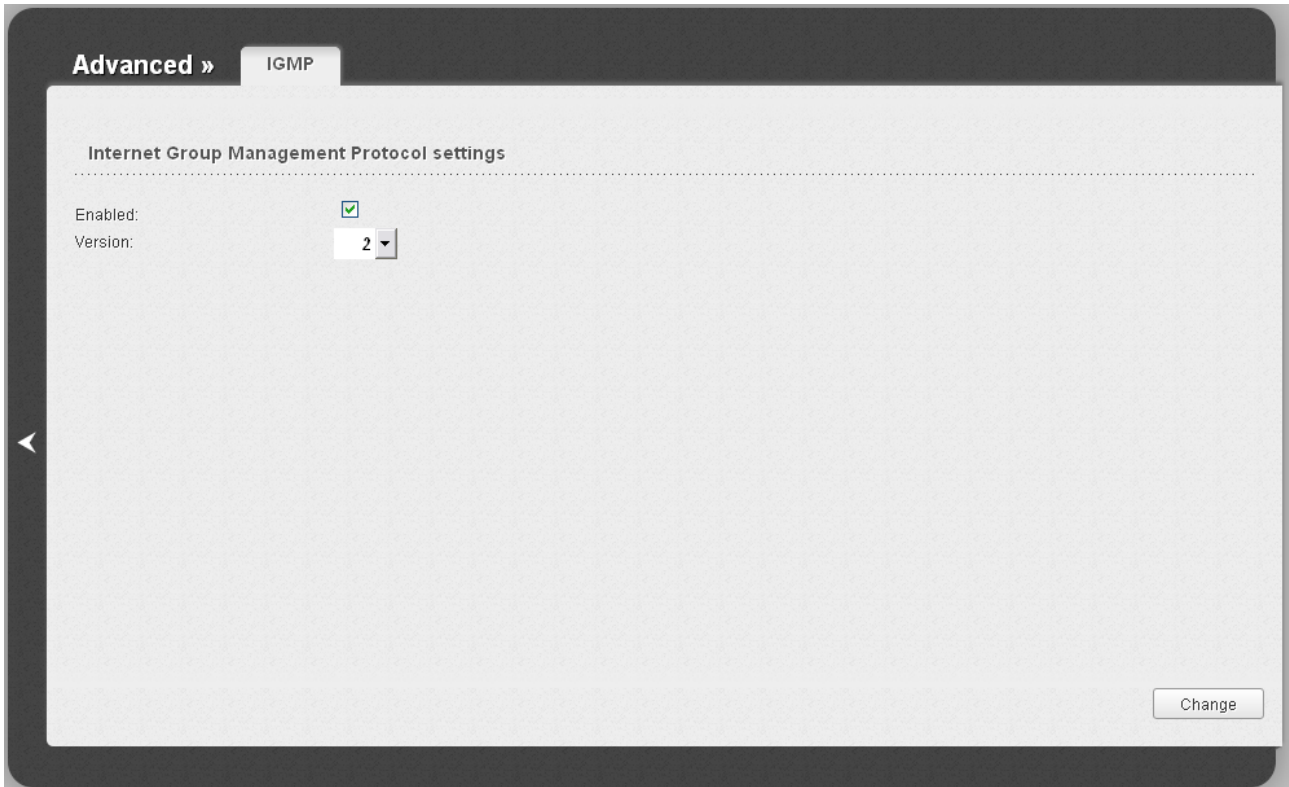 Advanced » IGMP
Internet Group Management Protocol settings
Enabled:
Version: 2
Change